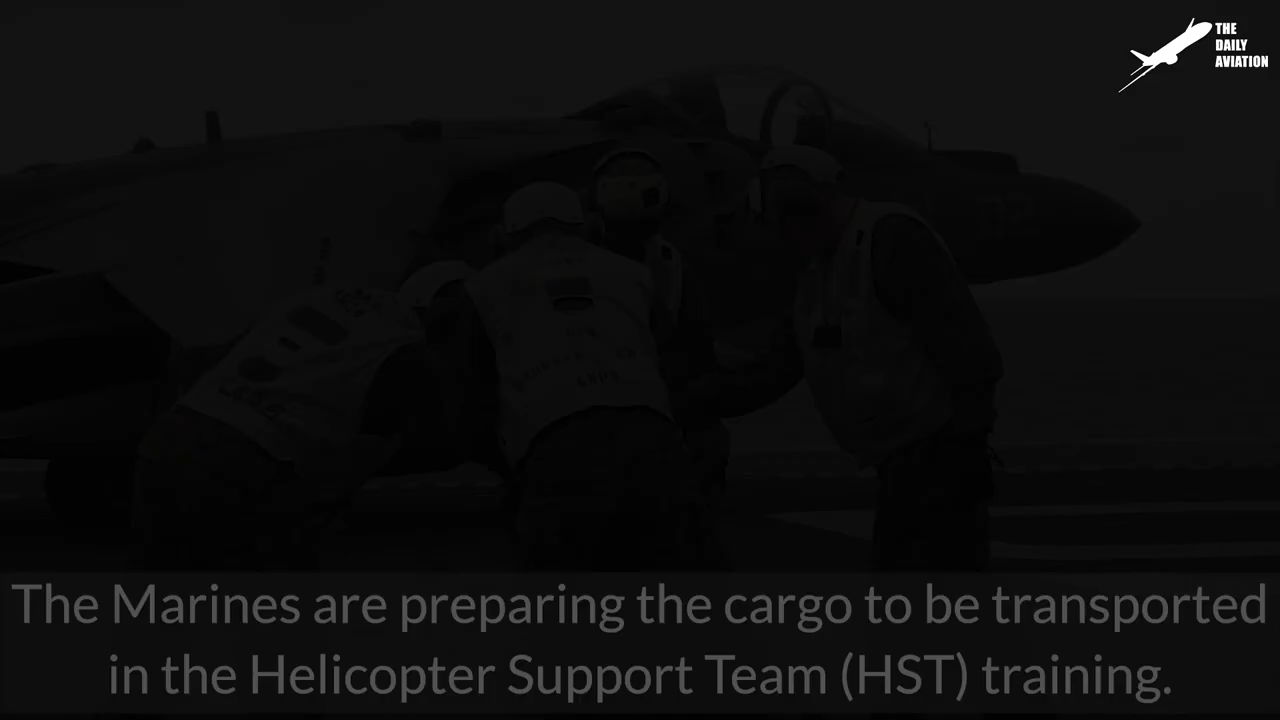 THE
DAILY
AVIATION
The Marines are preparing the cargo to be transported
in the Helicopter Support Team (HST) training.